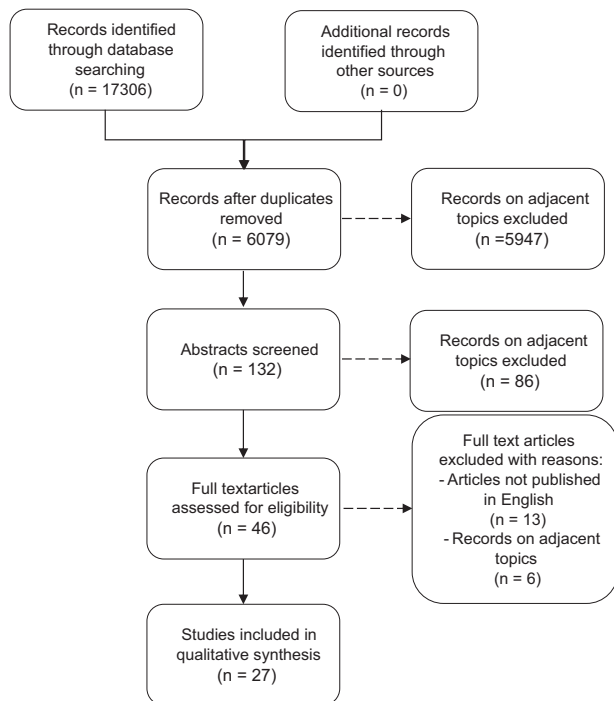 Records identified
through database
searching
(n = 17306)
Additional records
identified through
other sources
(n = 0)
Records after duplicates
removed
(n = 6079)
Records on adjacent
topics excluded
(n =5947)
Abstracts screened
(n = 132)
Records on adjacent
topics excluded
(n = 86)
Full textarticles
assessed for eligibility
(n = 46)
Full text articles
excluded with reasons:
- Articles not published
in English
(n = 13)
- Records on adjacent
topics
(n = 6)
Studies included in
qualitative synthesis
(n = 27)